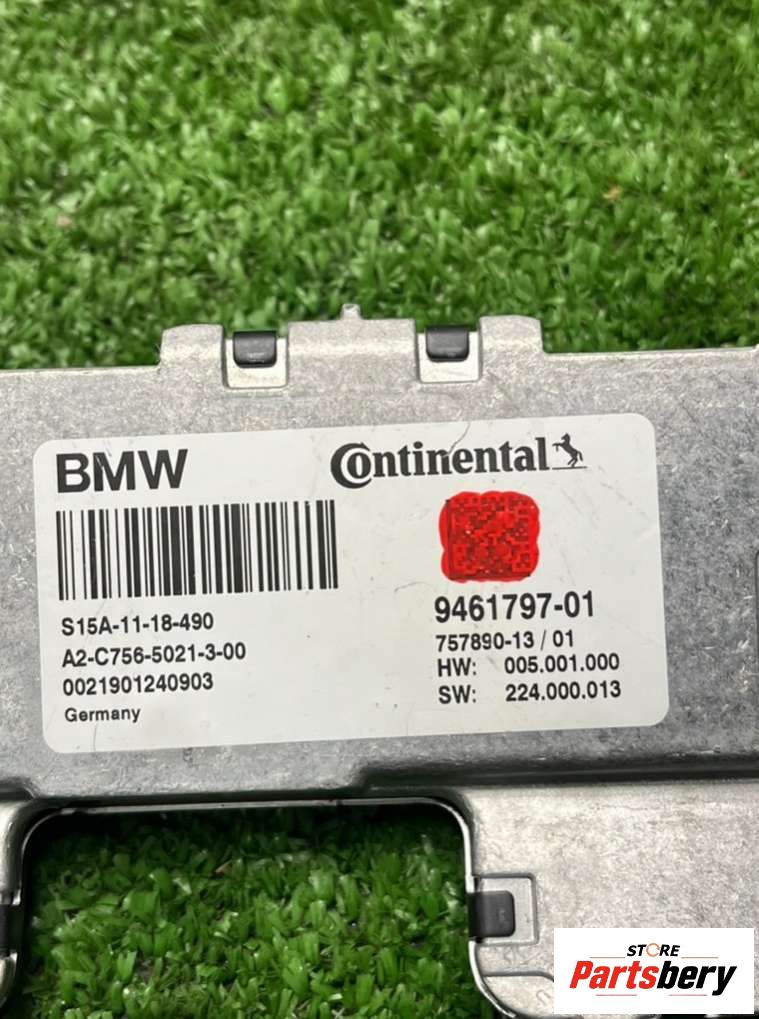 BMW
Continental
S15A-11-18-490
A2-C756-5021-3-00
0021901240903
Germany
9461797-01
757890-13 / 01
HW: 005.001.000
SW: 224.000.013
STORE
Partsbery